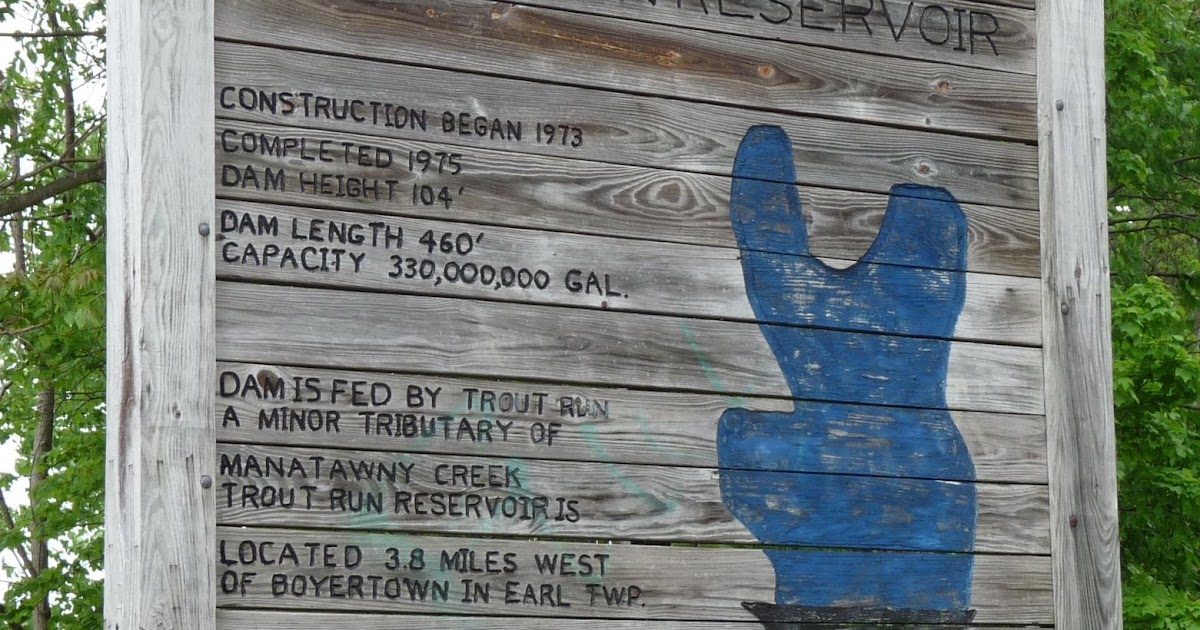 RESERVOIR
CONSTRUCTION BEGAN 1973
COMPLETED 1975
DAM HEIGHT 104'
DAM LENGTH 460'
CAPACITY 330,000,000 GAL.
DAM IS FED BY TROUT RUN
A MINOR TRIBUTARY OF
MANATAWNY CREEK
TROUT RUN RESERVOIR IS
LOCATED 3.8 MILES WEST
OF BOYERTOWN IN EARL TWP.